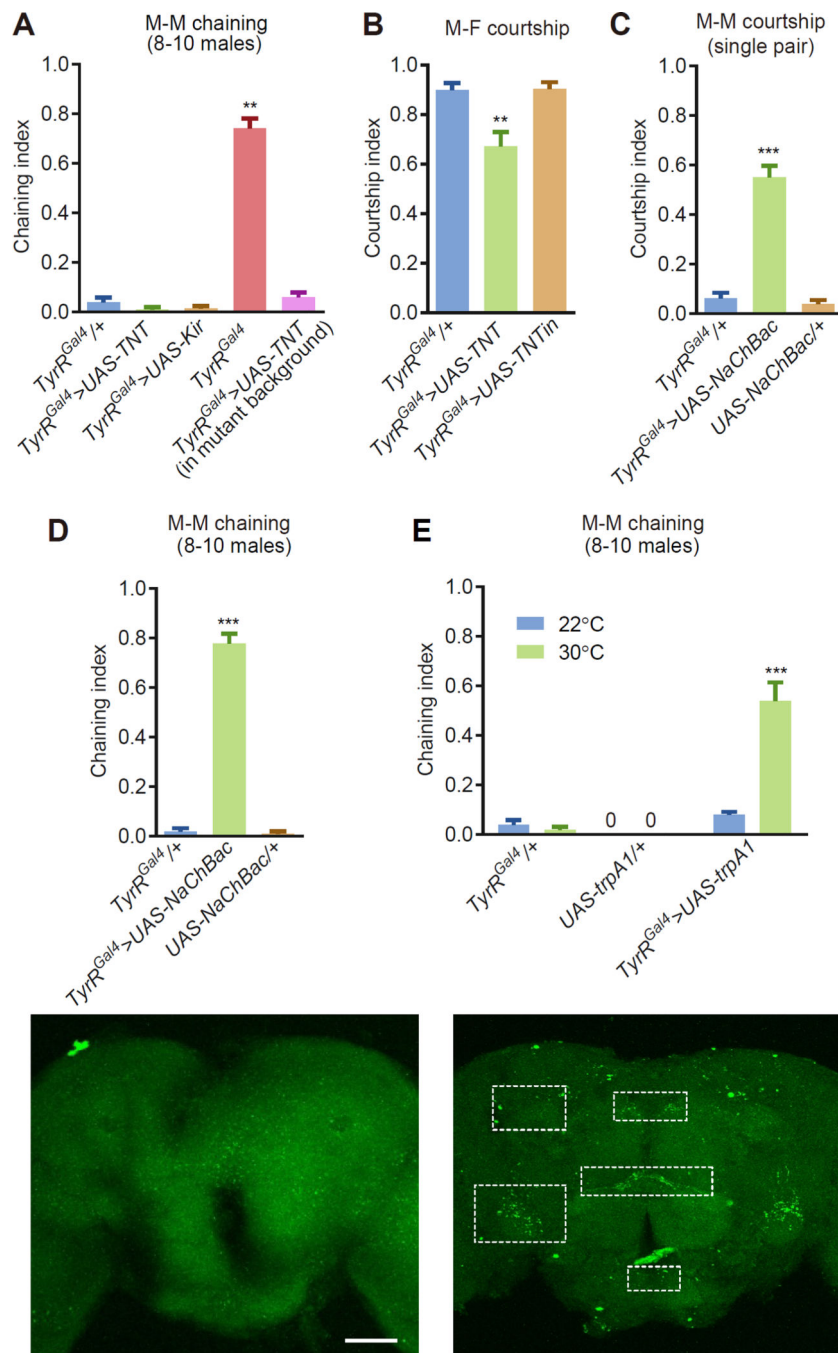 A
M-M chaining
(8-10 males)
Chaining index
1.0
0.8
0.6
0.4
0.2
0.0
**
TyrR^Gal4/+
TyrR^Gal4>UAS-TNT
TyrR^Gal4>UAS-Kir
TyrR^Gal4
TyrR^Gal4>UAS-TNT
(in mutant background)
B
M-F courtship
Courtship index
1.0
0.8
0.6
0.4
0.2
0.0
**
TyrR^Gal4/+
TyrR^Gal4>UAS-TNT
TyrR^Gal4>UAS-TNTin
C
M-M courtship
(single pair)
Courtship index
1.0
0.8
0.6
0.4
0.2
0.0
***
TyrR^Gal4/+
TyrR^Gal4>UAS-NaChBac
UAS-NaChBac/+
D
M-M chaining
(8-10 males)
Chaining index
1.0
0.8
0.6
0.4
0.2
0.0
***
TyrR^Gal4/+
TyrR^Gal4>UAS-NaChBac
UAS-NaChBac/+
E
M-M chaining
(8-10 males)
Chaining index
1.0
0.8
0.6
0.4
0.2
0.0
22°C
30°C
0 0
***
TyrR^Gal4/+
UAS-trpA1/+
TyrR^Gal4>UAS-trpA1